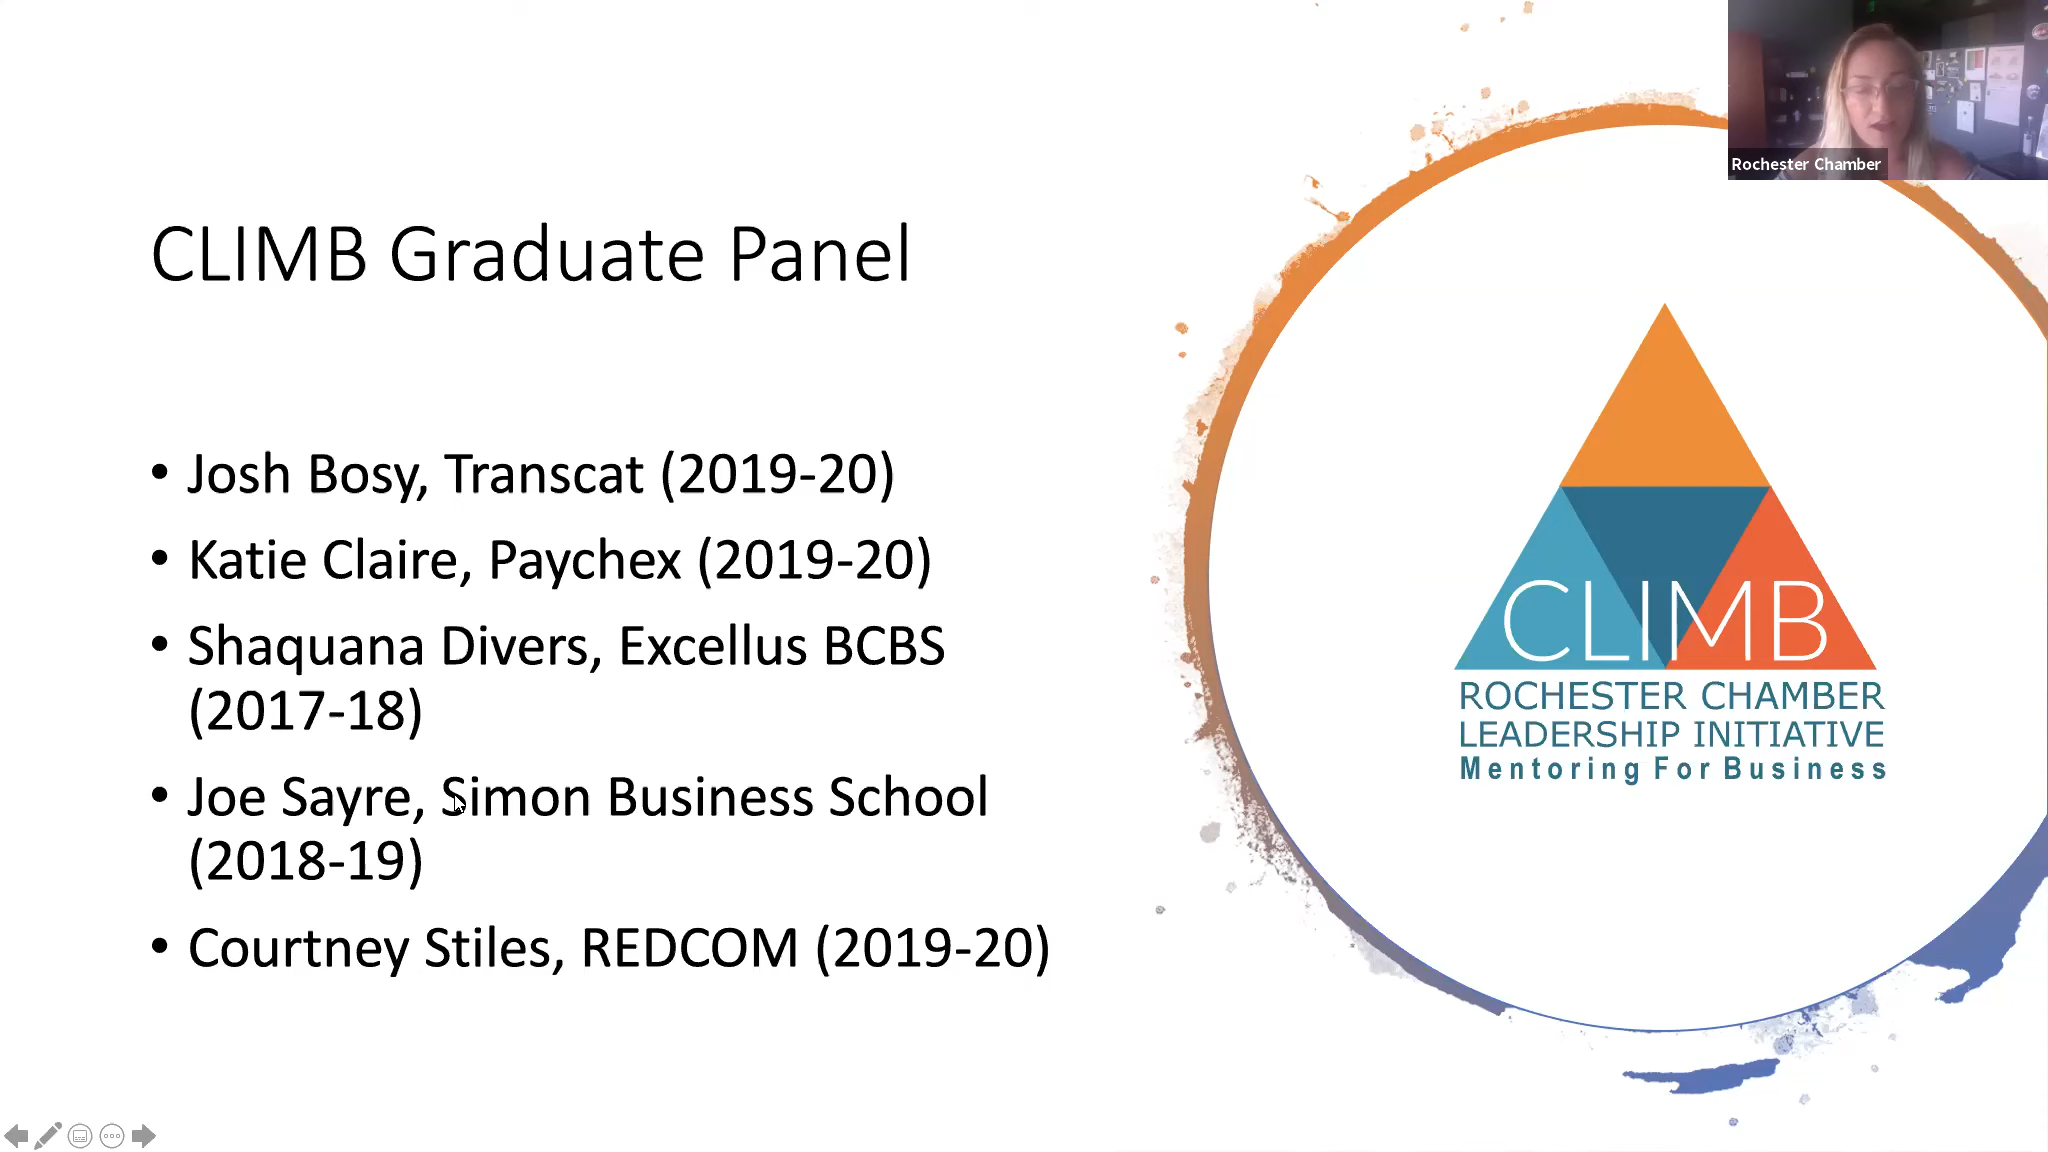 Rochester Chamber
CLIMB Graduate Panel
• Josh Bosy, Transcat (2019-20)
• Katie Claire, Paychex (2019-20)
• Shaquana Divers, Excellus BCBS
(2017-18)
• Joe Sayre, Simon Business School
(2018-19)
• Courtney Stiles, REDCOM (2019-20)
CLIMB
ROCHESTER CHAMBER
LEADERSHIP INITIATIVE
Mentoring For Business